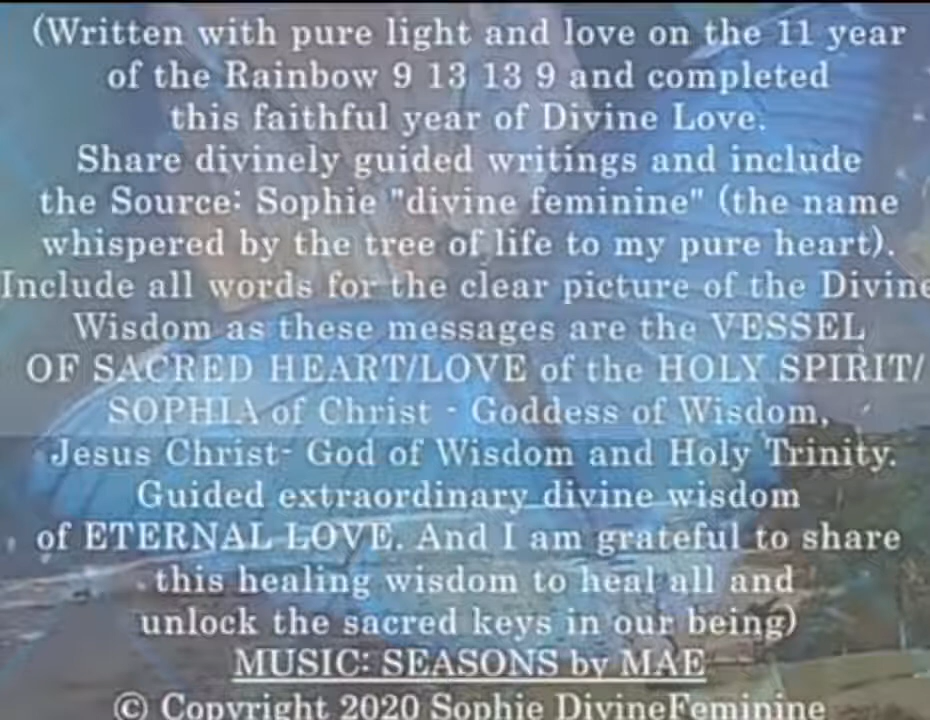 (Written with pure light and love on the 11 year
of the Rainbow 9 13 13 9 and completed
this faithful year of Divine Love.
Share divinely guided writings and include
the Source: Sophie "divine feminine" (the name
whispered by the tree of life to my pure heart).
Include all words for the clear picture of the Divine
Wisdom as these messages are the VESSEL
OF SACRED HEART/LOVE of the HOLY SPIRIT/
SOPHIA of Christ - Goddess of Wisdom,
Jesus Christ- God of Wisdom and Holy Trinity.
Guided extraordinary divine wisdom
of ETERNAL LOVE. And I am grateful to share
this healing wisdom to heal all and
unlock the sacred keys in our being)
MUSIC: SEASONS by MAE
© Copyright 2020 Sophie DivineFeminine